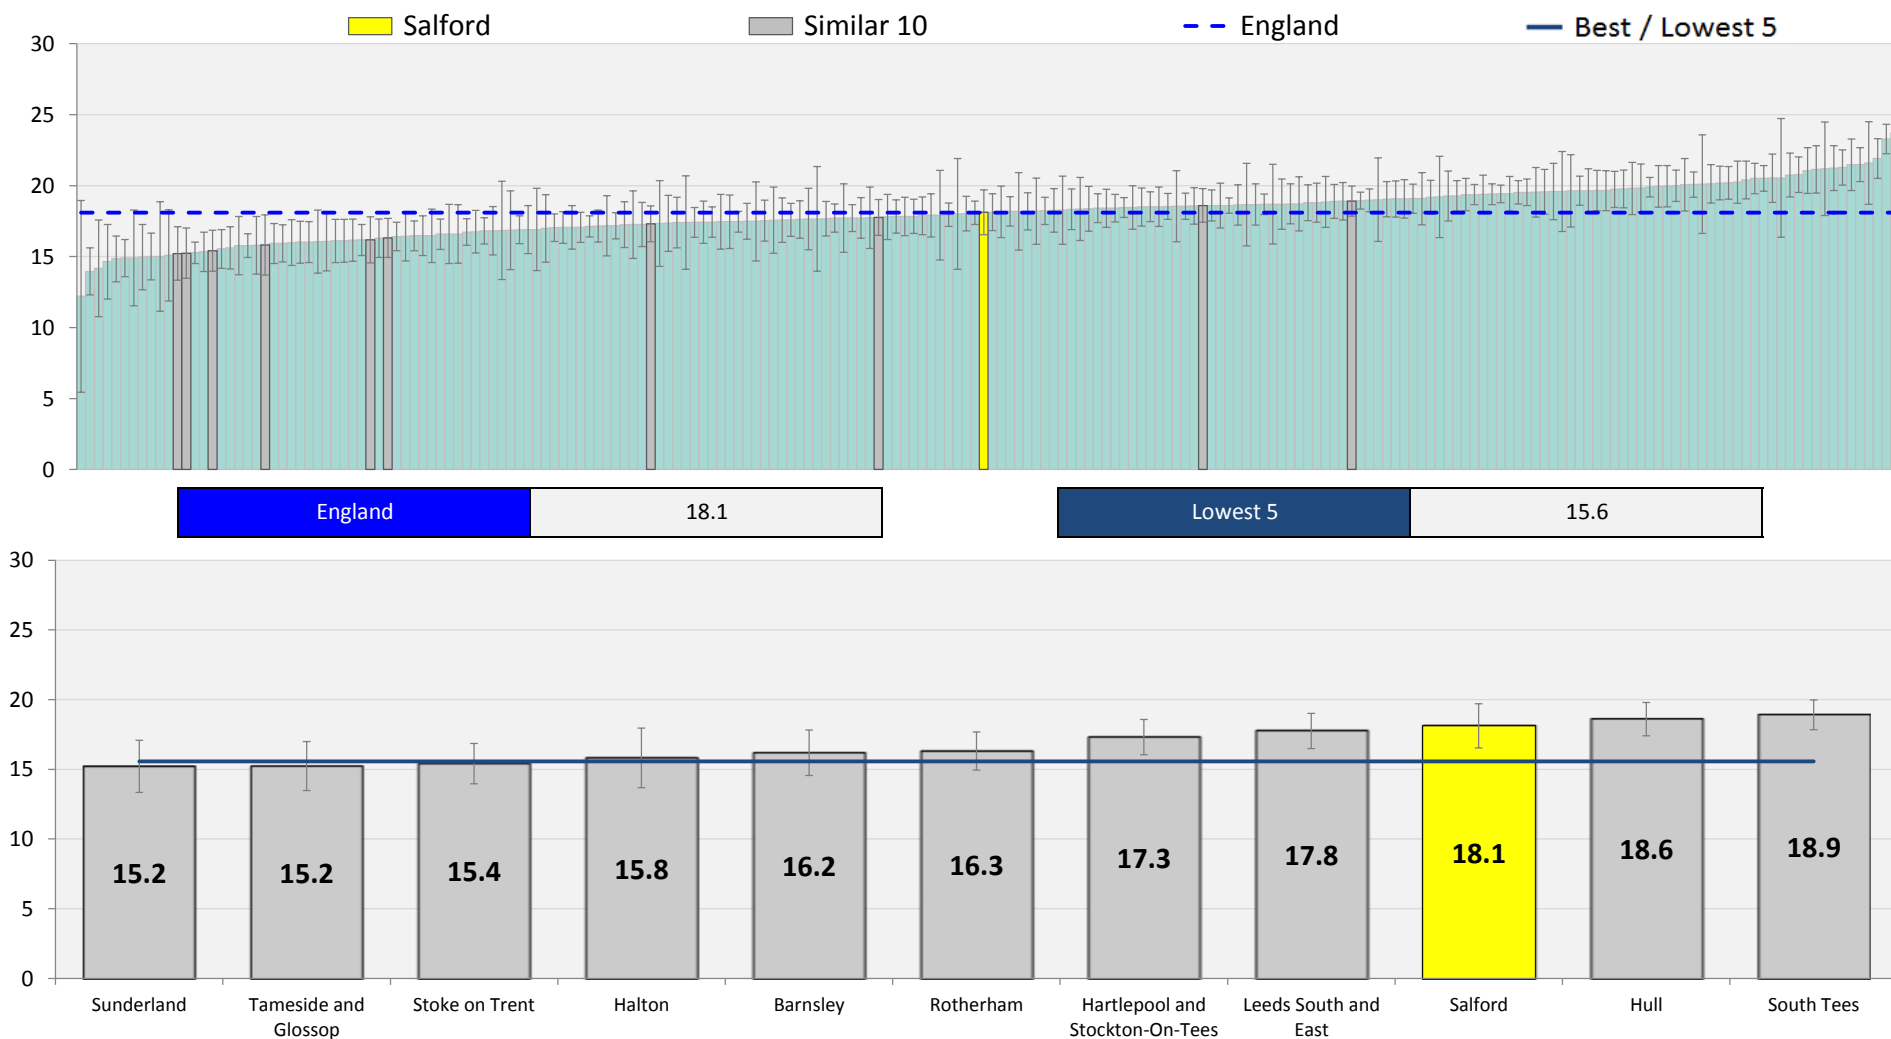 Salford
Similar 10
England
Best / Lowest 5
30
25
20
15
10
5
0
England 18.1
Lowest 5 15.6
30
25
20
15
10
5
0
15.2
15.2
15.4
15.8
16.2
16.3
17.3
17.8
18.1
18.6
18.9
Sunderland
Tameside and
Glossop
Stoke on Trent
Halton
Barnsley
Rotherham
Hartlepool and
Stockton-On-Tees
Leeds South and
East
Salford
Hull
South Tees